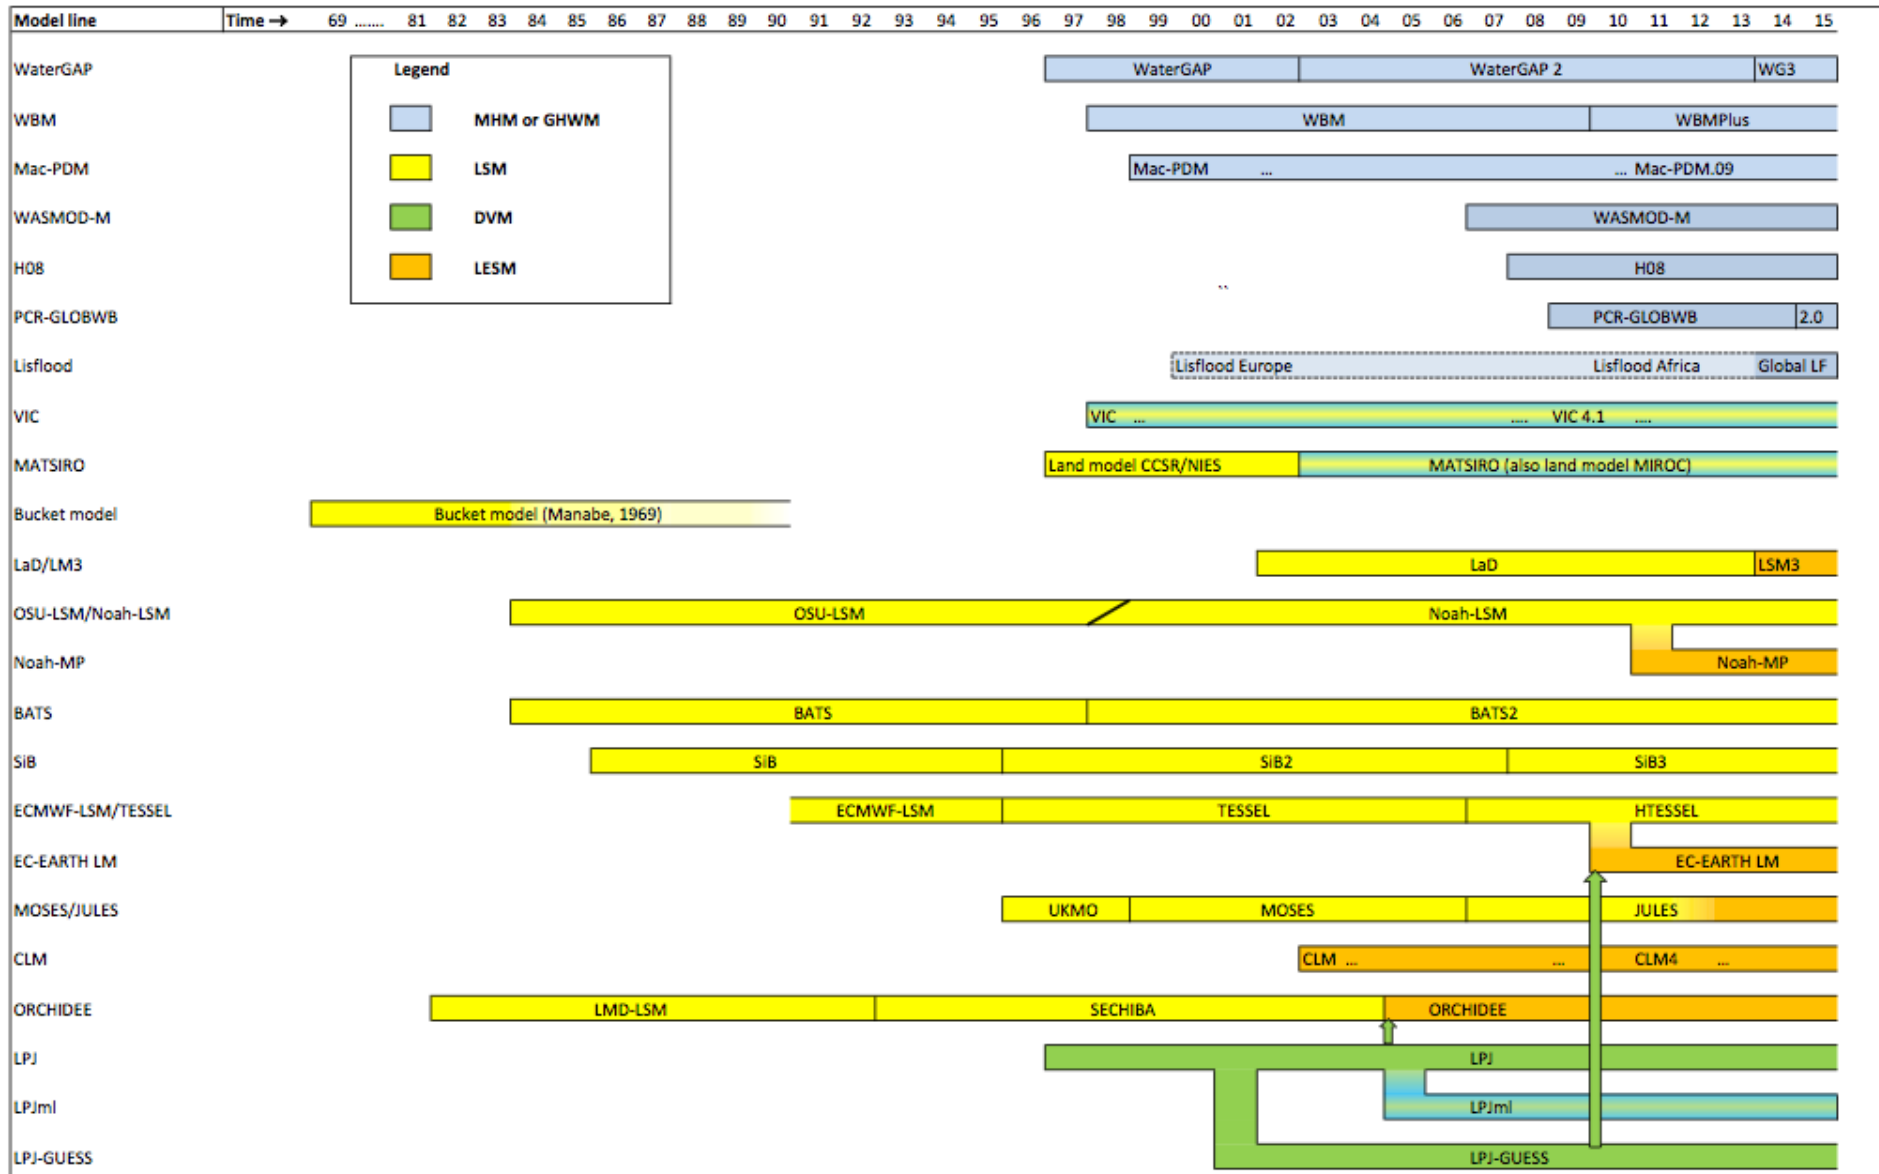 Model line Time → 69 ....... 81 82 83 84 85 86 87 88 89 90 91 92 93 94 95 96 97 98 99 00 01 02 03 04 05 06 07 08 09 10 11 12 13 14 15
Legend
MHM or GHWM
LSM
DVM
LESM
WaterGAP WaterGAP WaterGAP 2 WG3
WBM WBM WBMPlus
Mac-PDM Mac-PDM ... ... Mac-PDM.09
WASMOD-M WASMOD-M
H08 H08
PCR-GLOBWB PCR-GLOBWB 2.0
Lisflood Lisflood Europe Lisflood Africa Global LF
VIC VIC ... .... VIC 4.1 ....
MATSIRO Land model CCSR/NIES MATSIRO (also land model MIROC)
Bucket model Bucket model (Manabe, 1969)
LaD/LM3 LaD LSM3
OSU-LSM/Noah-LSM OSU-LSM Noah-LSM
Noah-MP Noah-MP
BATS BATS BATS2
SiB SiB SiB2 SiB3
ECMWF-LSM/TESSEL ECMWF-LSM TESSEL HTESSEL
EC-EARTH LM EC-EARTH LM
MOSES/JULES UKMO MOSES JULES
CLM CLM ... ... CLM4 ...
ORCHIDEE LMD-LSM SECHIBA ORCHIDEE
LPJ LPJ
LPJml LPJml
LPJ-GUESS LPJ-GUESS